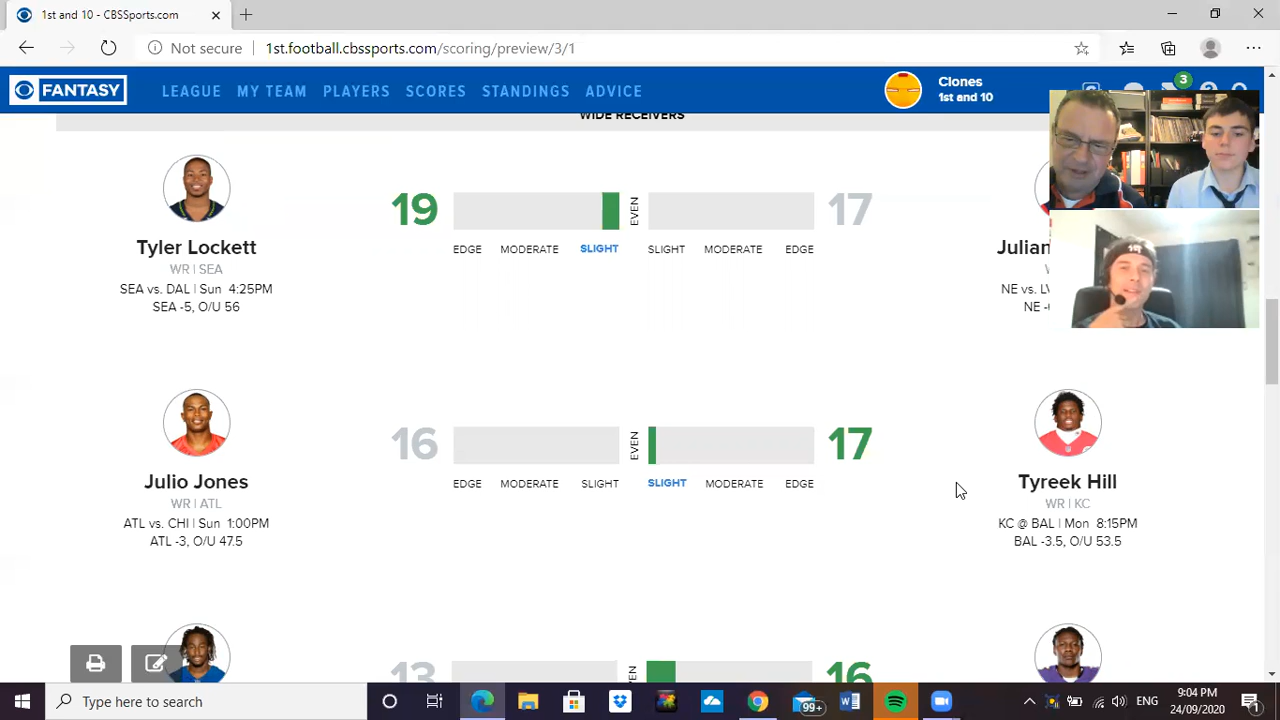 1st and 10 - CBSSports.com
Not secure
1st.football.cbssports.com/scoring/preview/3/1
FANTASY
LEAGUE MY TEAM PLAYERS SCORES STANDINGS ADVICE
Clones
1st and 10
3
WIDE RECEIVERS
19 EVEN 17
EDGE MODERATE SLIGHT SLIGHT MODERATE EDGE
Tyler Lockett
WR | SEA
SEA vs. DAL | Sun 4:25PM
SEA -5, O/U 56
Julian
NE vs. LV
NE
16 EVEN 17
EDGE MODERATE SLIGHT SLIGHT MODERATE EDGE
Julio Jones
WR | ATL
ATL vs. CHI | Sun 1:00PM
ATL -3, O/U 47.5
Tyreek Hill
WR | KC
KC @ BAL | Mon 8:15PM
BAL -3.5, O/U 53.5
13 16
Type here to search
99+
ENG
9:04 PM
24/09/2020
1